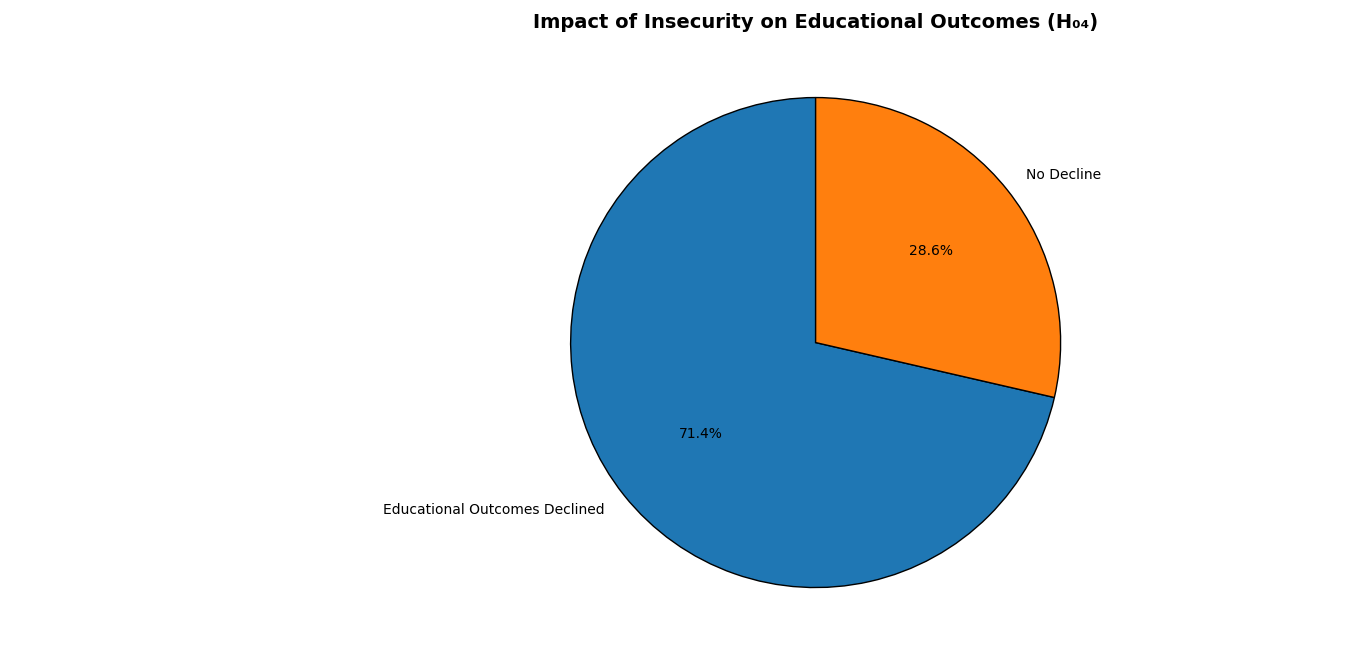 Impact of Insecurity on Educational Outcomes (H₀₄)
No Decline
28.6%
71.4%
Educational Outcomes Declined